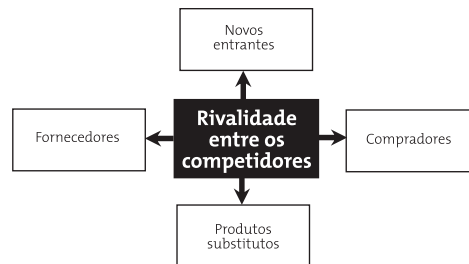 Novos
entrantes
Fornecedores
Rivalidade
entre os
competidores
Compradores
Produtos
substitutos